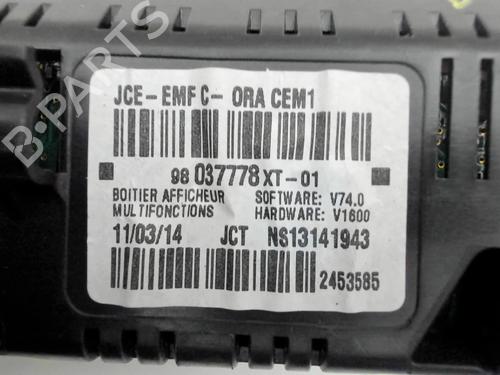 B-PARTS
JCE-EMF C- ORA CEM1
98 037778 XT-01
BOITIER AFFICHEUR SOFTWARE: V74.0
MULTIFONCTIONS HARDWARE: V1600
11/03/14 JCT NS13141943
2453585